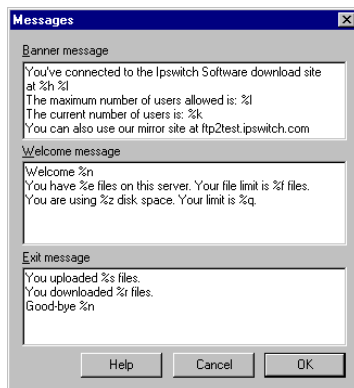 Messages
Banner message
You've connected to the Ipswitch Software download site
at %h %l
The maximum number of users allowed is: %l
The current number of users is: %k
You can also use our mirror site at ftp2test.ipswitch.com
Welcome message
Welcome %n
You have %e files on this server. Your file limit is %f files.
You are using %z disk space. Your limit is %q.
Exit message
You uploaded %s files.
You downloaded %r files.
Good-bye %n
Help
Cancel
OK